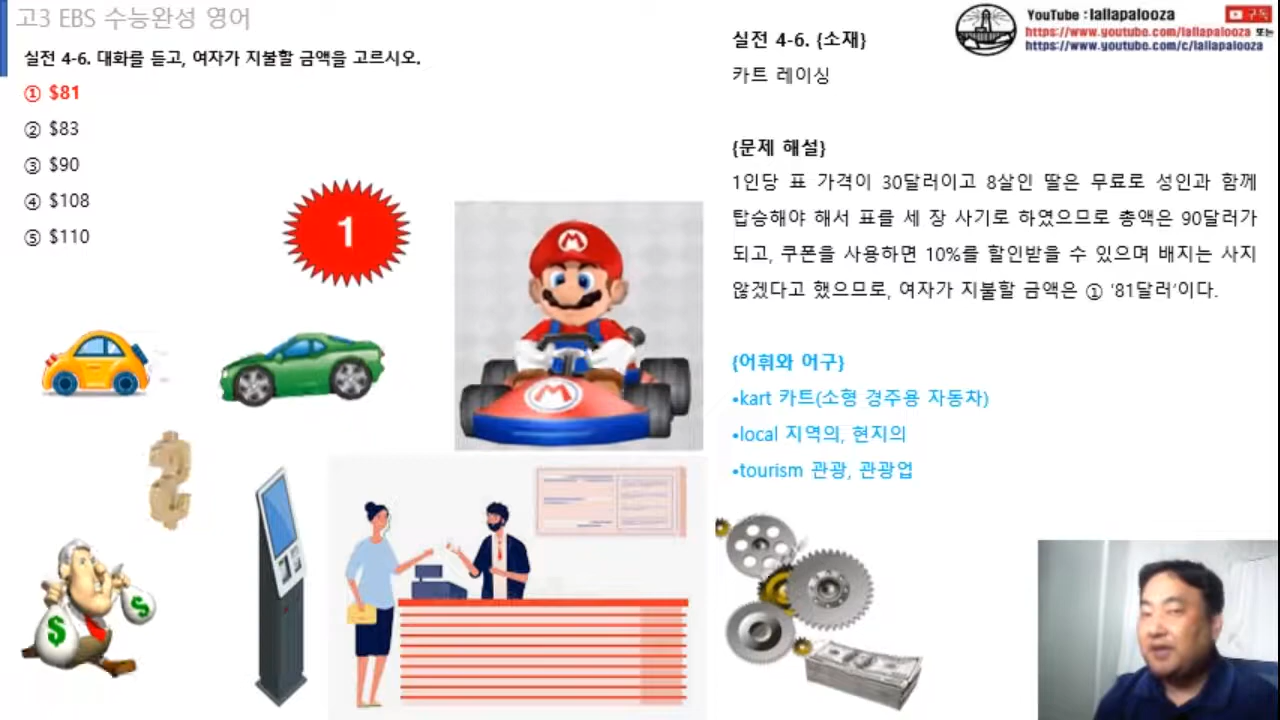 고3 EBS 수능완성 영어
실전 4-6. 대화를 듣고, 여자가 지불할 금액을 고르시오.
① $81
② $83
③ $90
④ $108
⑤ $110
1
M
M
$
$
실전 4-6. {소재}
카트 레이싱
{문제 해설}
1인당 표 가격이 30달러이고 8살인 딸은 무료로 성인과 함께
탑승해야 해서 표를 세 장 사기로 하였으므로 총액은 90달러가
되고, 쿠폰을 사용하면 10%를 할인받을 수 있으며 배지는 사지
않겠다고 했으므로, 여자가 지불할 금액은 ① '81달러'이다.
{어휘와 어구}
•kart 카트(소형 경주용 자동차)
•local 지역의, 현지의
•tourism 관광, 관광업
YouTube : lallapalooza
구독
https://www.youtube.com/lallapalooza 또는
https://www.youtube.com/c/lallapalooza